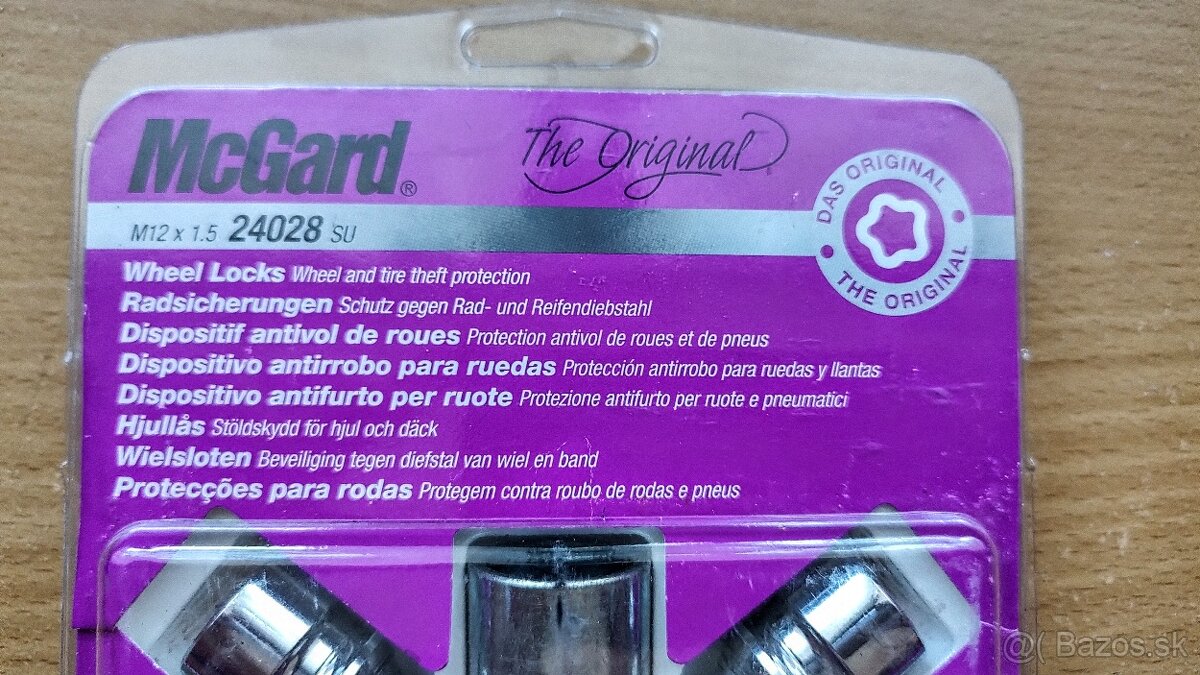 McGard®
The Original
DAS ORIGINAL
THE ORIGINAL
M12 x 1.5 24028 SU
Wheel Locks Wheel and tire theft protection
Radsicherungen Schutz gegen Rad- und Reifendiebstahl
Dispositif antivol de roues Protection antivol de roues et de pneus
Dispositivo antirrobo para ruedas Protección antirrobo para ruedas y llantas
Dispositivo antifurto per ruote Protezione antifurto per ruote e pneumatici
Hjullås Stöldskydd för hjul och däck
Wielsloten Beveiliging tegen diefstal van wiel en band
Protecções para rodas Protegem contra roubo de rodas e pneus
Bazos.sk